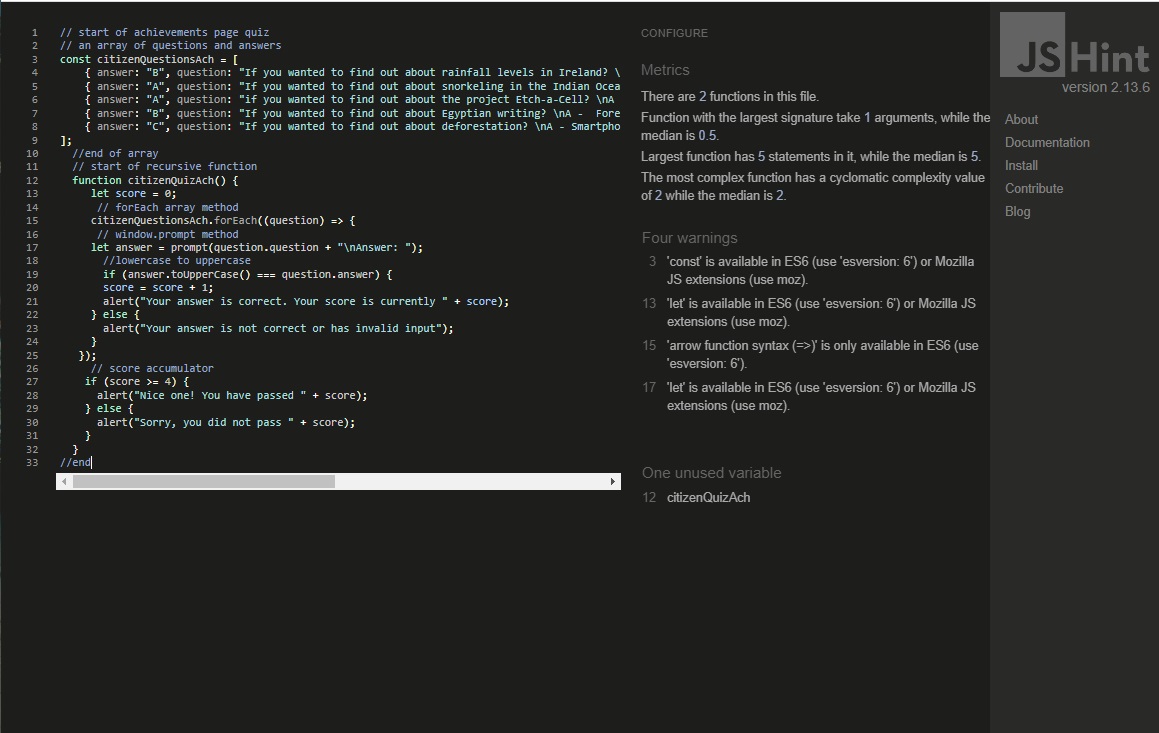 1 // start of achievements page quiz
2 // an array of questions and answers
3 const citizenQuestionsAch = [
4 { answer: "B", question: "If you wanted to find out about rainfall levels in Ireland? \
5 { answer: "A", question: "If you wanted to find out about snorkeling in the Indian Ocea
6 { answer: "A", question: "If you wanted to find out about the project Etch-a-Cell? \nA
7 { answer: "B", question: "If you wanted to find out about Egyptian writing? \nA - Fore
8 { answer: "C", question: "If you wanted to find out about deforestation? \nA - Smartpho
9 ];
10 //end of array
11 // start of recursive function
12 function citizenQuizAch() {
13 let score = 0;
14 // forEach array method
15 citizenQuestionsAch.forEach((question) => {
16 // window.prompt method
17 let answer = prompt(question.question + "\nAnswer: ");
18 //lowercase to uppercase
19 if (answer.toUpperCase() === question.answer) {
20 score = score + 1;
21 alert("Your answer is correct. Your score is currently " + score);
22 } else {
23 alert("Your answer is not correct or has invalid input");
24 }
25 });
26 // score accumulator
27 if (score >= 4) {
28 alert("Nice one! You have passed " + score);
29 } else {
30 alert("Sorry, you did not pass " + score);
31 }
32 }
33 //end
CONFIGURE
Metrics
There are 2 functions in this file.
Function with the largest signature take 1 arguments, while the
median is 0.5.
Largest function has 5 statements in it, while the median is 5.
The most complex function has a cyclomatic complexity value
of 2 while the median is 2.
Four warnings
3 'const' is available in ES6 (use 'esversion: 6') or Mozilla
JS extensions (use moz).
13 'let' is available in ES6 (use 'esversion: 6') or Mozilla JS
extensions (use moz).
15 'arrow function syntax (=>)' is only available in ES6 (use
'esversion: 6').
17 'let' is available in ES6 (use 'esversion: 6') or Mozilla JS
extensions (use moz).
One unused variable
12 citizenQuizAch
JSHint
version 2.13.6
About
Documentation
Install
Contribute
Blog